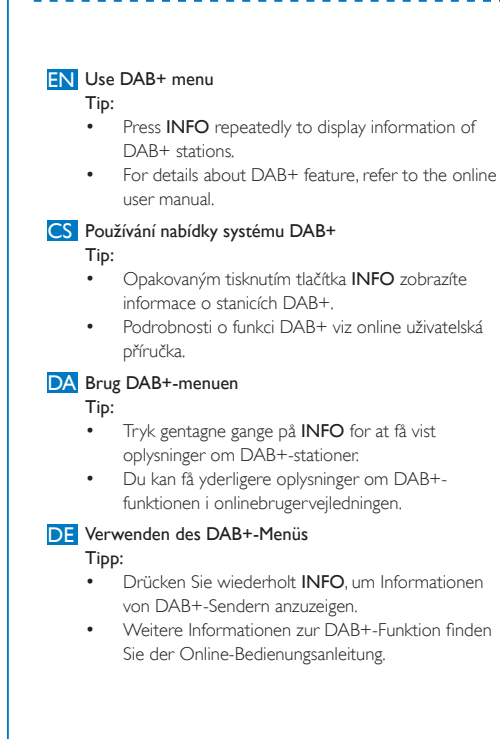 EN Use DAB+ menu
Tip:
• Press INFO repeatedly to display information of
DAB+ stations.
• For details about DAB+ feature, refer to the online
user manual.
CS Používání nabídky systému DAB+
Tip:
• Opakovaným tisknutím tlačítka INFO zobrazíte
informace o stanicích DAB+.
• Podrobnosti o funkci DAB+ viz online uživatelská
příručka.
DA Brug DAB+-menuen
Tip:
• Tryk gentagne gange på INFO for at få vist
oplysninger om DAB+-stationer.
• Du kan få yderligere oplysninger om DAB+-
funktionen i onlinebrugervejledningen.
DE Verwenden des DAB+-Menüs
Tipp:
• Drücken Sie wiederholt INFO, um Informationen
von DAB+-Sendern anzuzeigen.
• Weitere Informationen zur DAB+-Funktion finden
Sie der Online-Bedienungsanleitung.